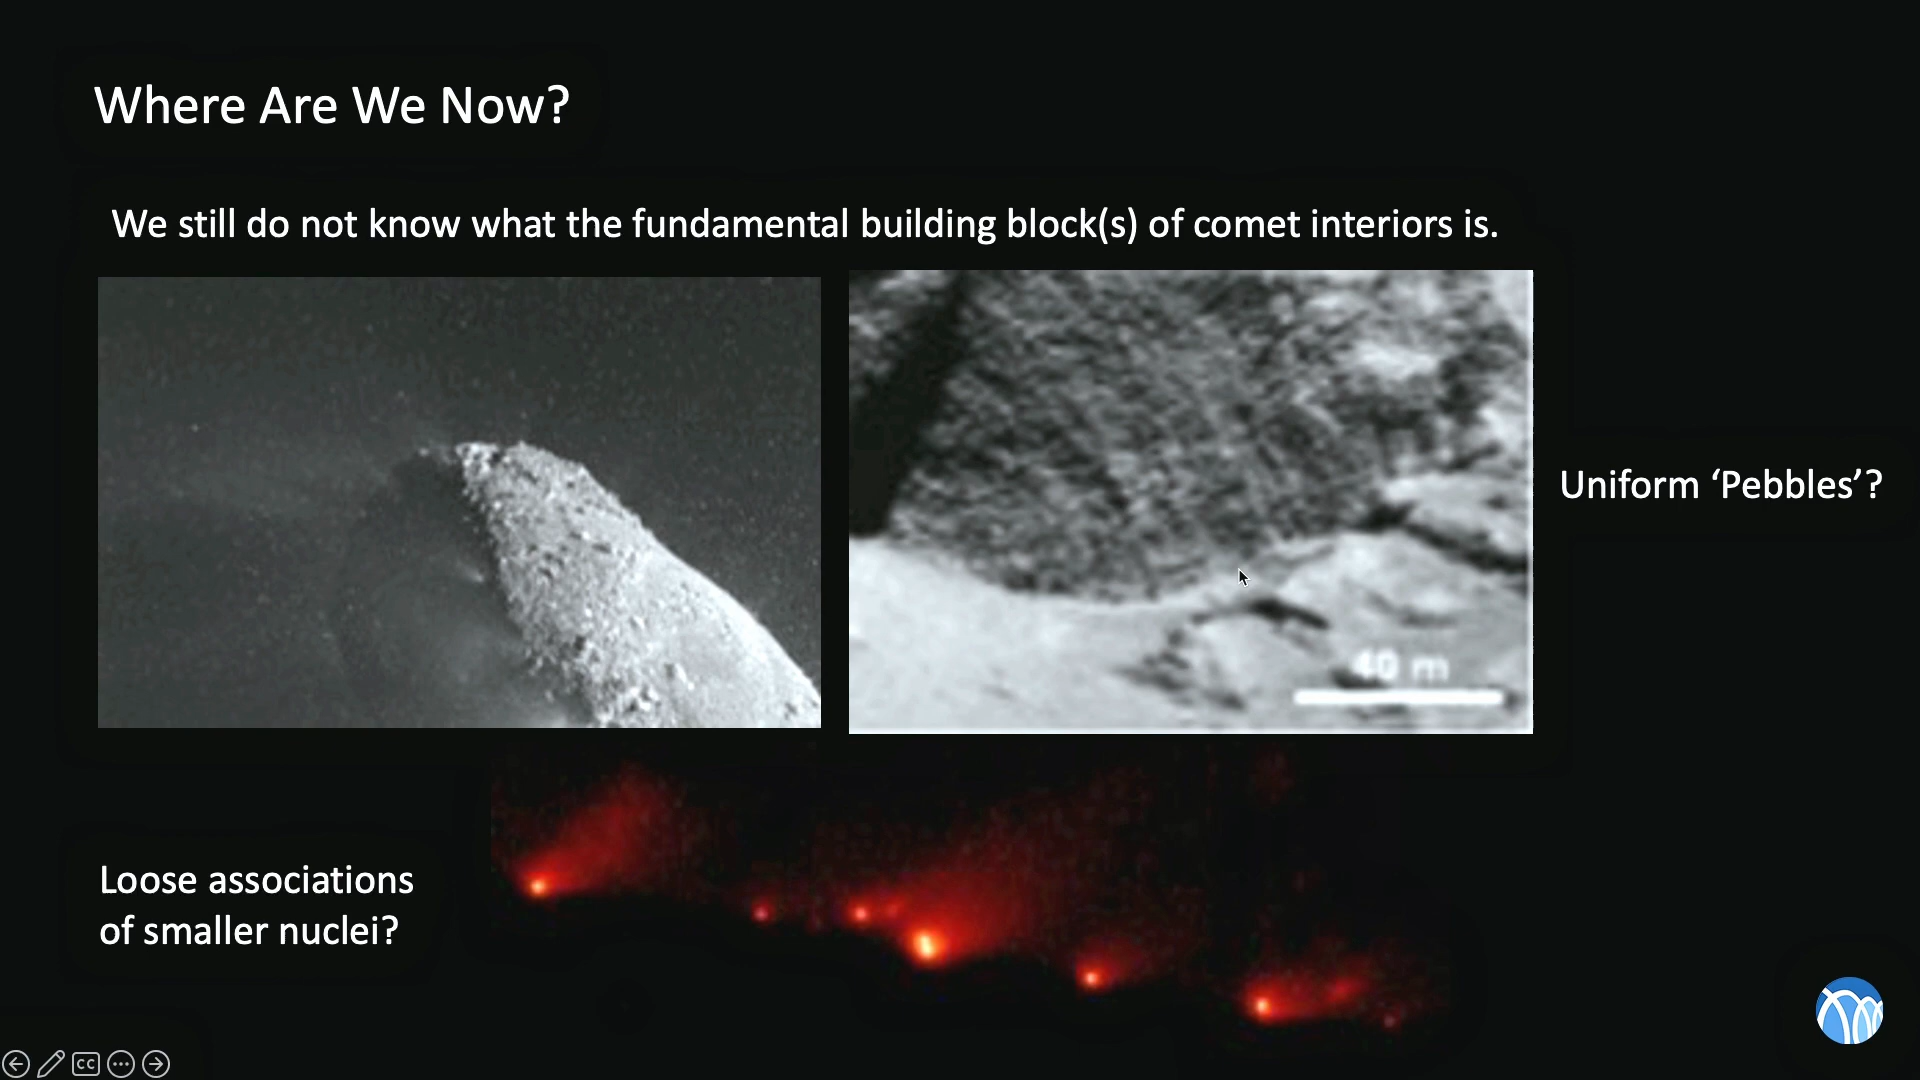 Where Are We Now?
We still do not know what the fundamental building block(s) of comet interiors is.
Uniform ‘Pebbles’?
40 m
Loose associations
of smaller nuclei?
CC